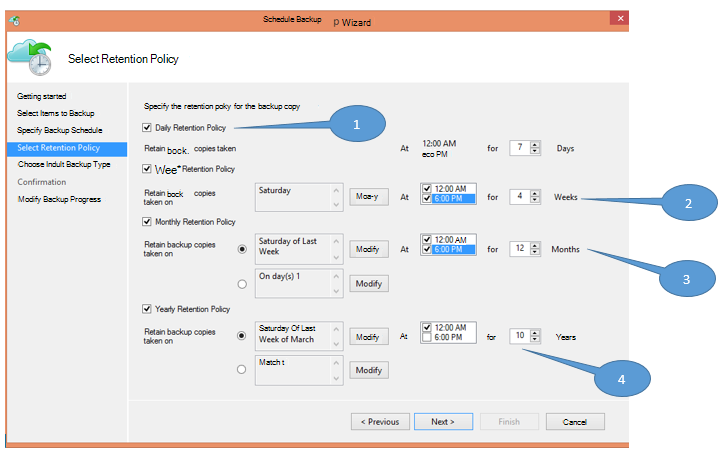 Schedule Backup p Wizard
×
Select Retention Policy
Getting started
Select Items to Backup
Specify Backup Schedule
Select Retention Policy
Choose Indult Backup Type
Confirmation
Modify Backup Progress
Specify the retention poky for the backup copy
Daily Retention Policy
1
Retain bock. copies taken At 12:00 AM
eco PM for 7 Days
Wee* Retention Policy
Retain bock copies
taken on
Saturday
Moa-y At
12:00 AM
6:00 PM
for 4 Weeks
2
Monthly Retention Policy
Retain backup copies
taken on
Saturday of Last
Week
Modify At
12:00 AM
6:00 PM
for 12 Months
3
On day(s) 1
Modify
Yearly Retention Policy
Retain backup copies
taken on
Saturday Of Last
Week of March
Modify At
12:00 AM
6:00 PM
for 10 Years
4
Match t
Modify
< Previous Next > Finish Cancel